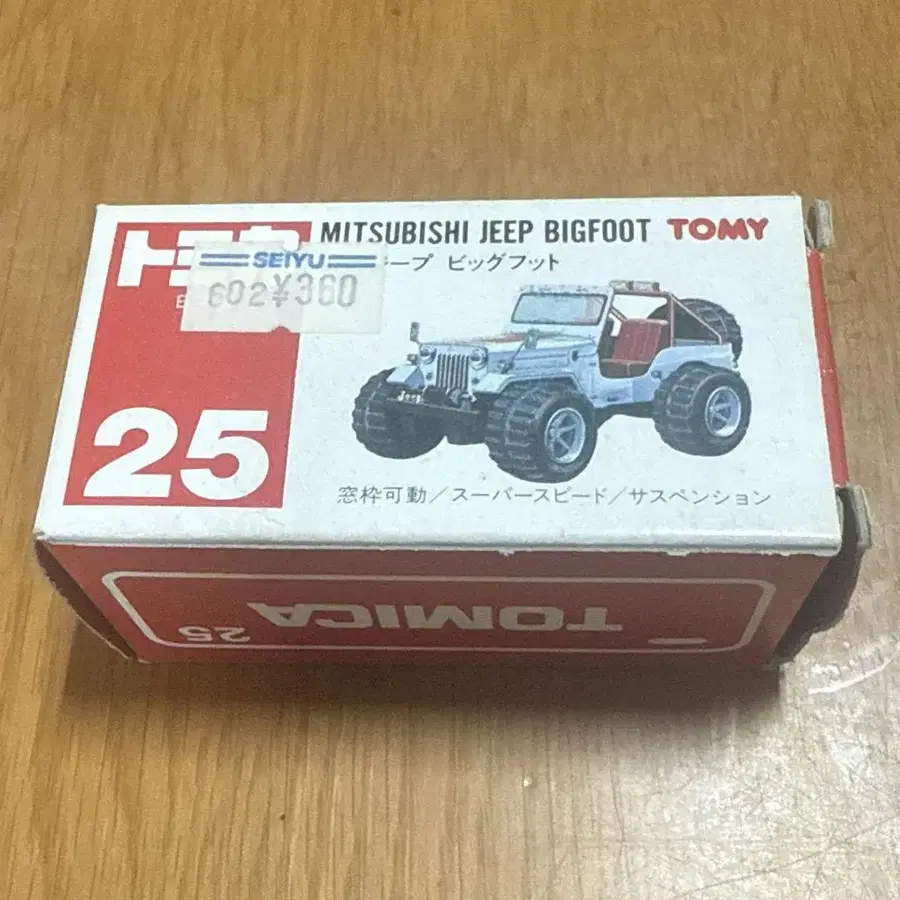 トミカ
MITSUBISHI JEEP BIGFOOT TOMY
SEIYU
ープ ビッグフット
602¥360
25
窓枠可動/スーパースピード/サスペンション
TOMICA
25